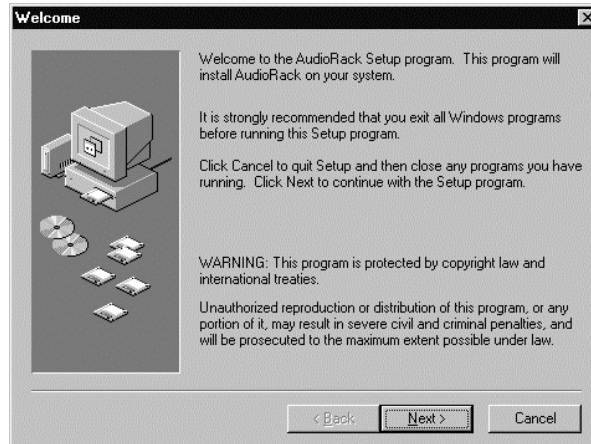 Welcome
Welcome to the AudioRack Setup program. This program will
install AudioRack on your system.
It is strongly recommended that you exit all Windows programs
before running this Setup program.
Click Cancel to quit Setup and then close any programs you have
running. Click Next to continue with the Setup program.
WARNING: This program is protected by copyright law and
international treaties.
Unauthorized reproduction or distribution of this program, or any
portion of it, may result in severe civil and criminal penalties, and
will be prosecuted to the maximum extent possible under law.
< Back
Next >
Cancel